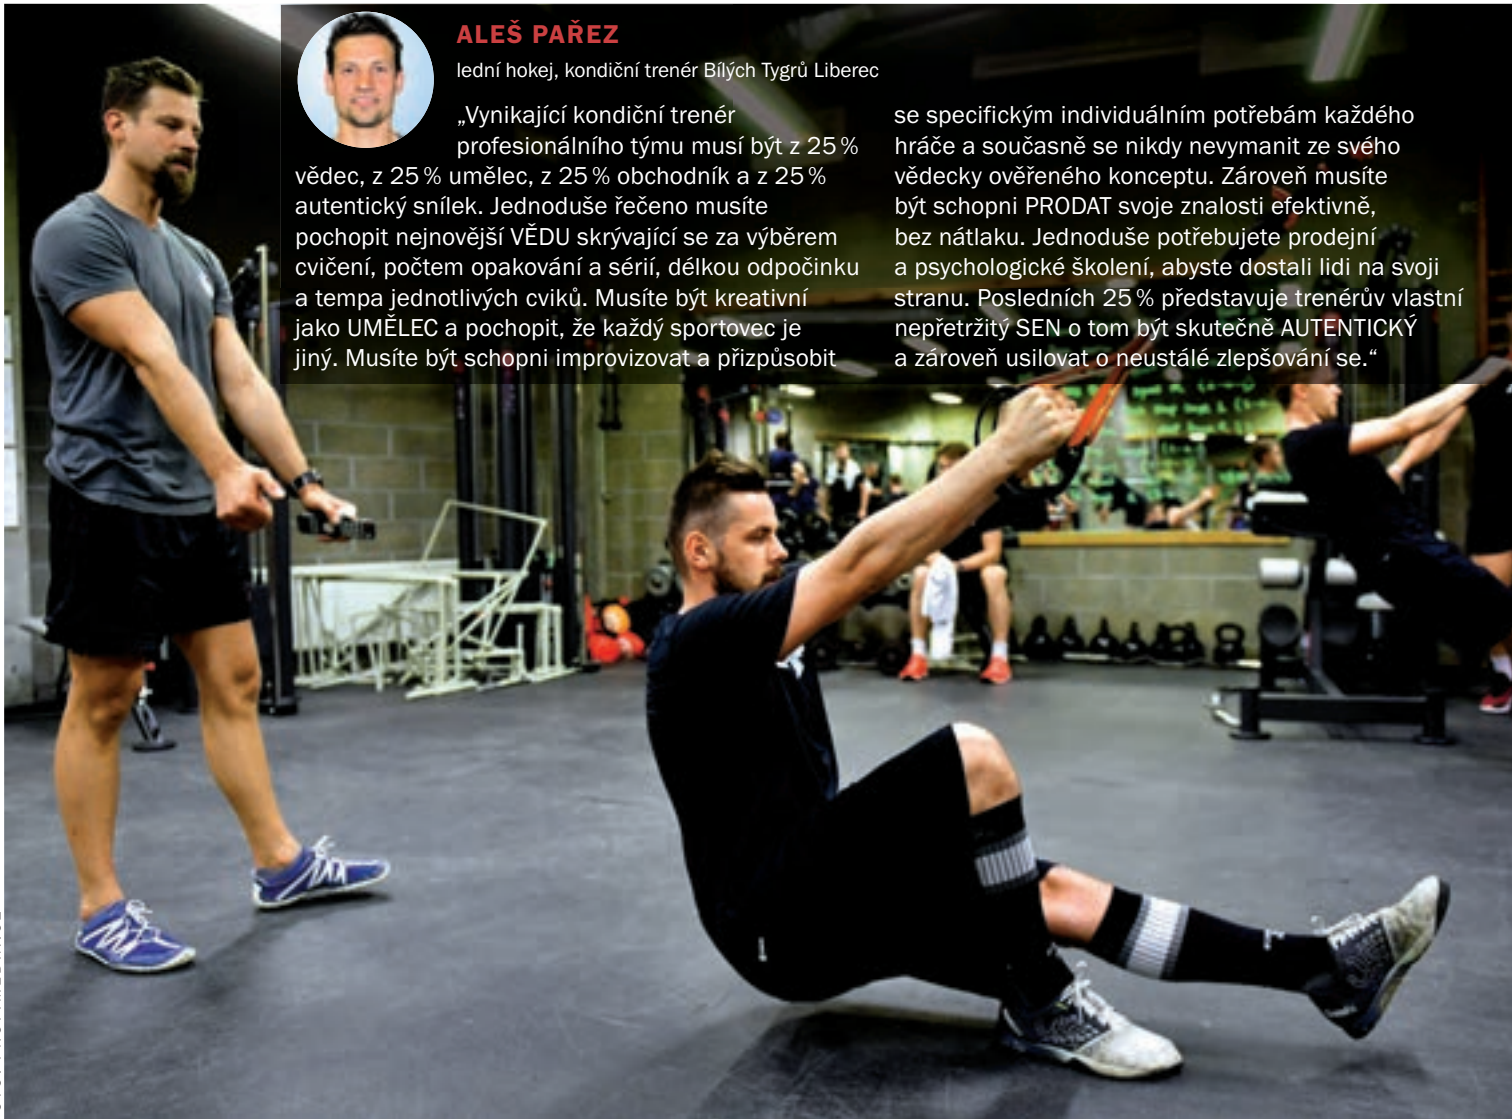 ALEŠ PAŘEZ
lední hokej, kondiční trenér Bílých Tygrů Liberec
„Vynikající kondiční trenér
profesionálního týmu musí být z 25 %
vědec, z 25 % umělec, z 25 % obchodník a z 25 %
autentický snílek. Jednoduše řečeno musíte
pochopit nejnovější VĚDU skrývající se za výběrem
cvičení, počtem opakování a sérií, délkou odpočinku
a tempa jednotlivých cviků. Musíte být kreativní
jako UMĚLEC a pochopit, že každý sportovec je
jiný. Musíte být schopni improvizovat a přizpůsobit
se specifickým individuálním potřebám každého
hráče a současně se nikdy nevymanit ze svého
vědecky ověřeného konceptu. Zároveň musíte
být schopni PRODAT svoje znalosti efektivně,
bez nátlaku. Jednoduše potřebujete prodejní
a psychologické školení, abyste dostali lidi na svoji
stranu. Posledních 25 % představuje trenérův vlastní
nepřetržitý SEN o tom být skutečně AUTENTICKÝ
a zároveň usilovat o neustálé zlepšování se.“